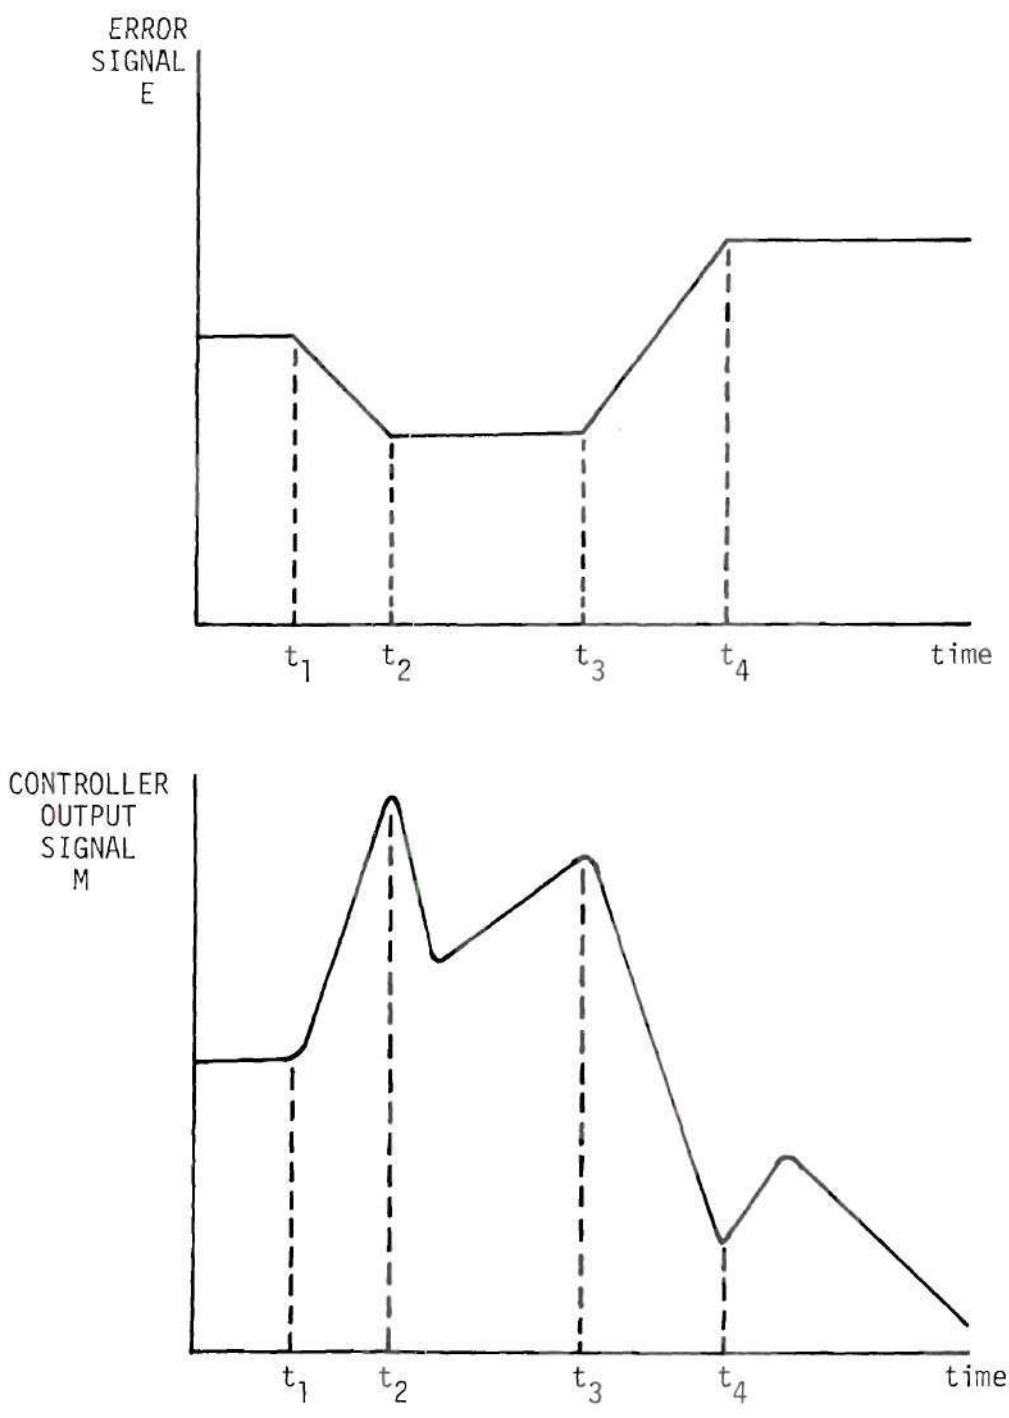 ERROR
SIGNAL
E
t1 t2 t3 t4 time
CONTROLLER
OUTPUT
SIGNAL
M
t1 t2 t3 t4 time